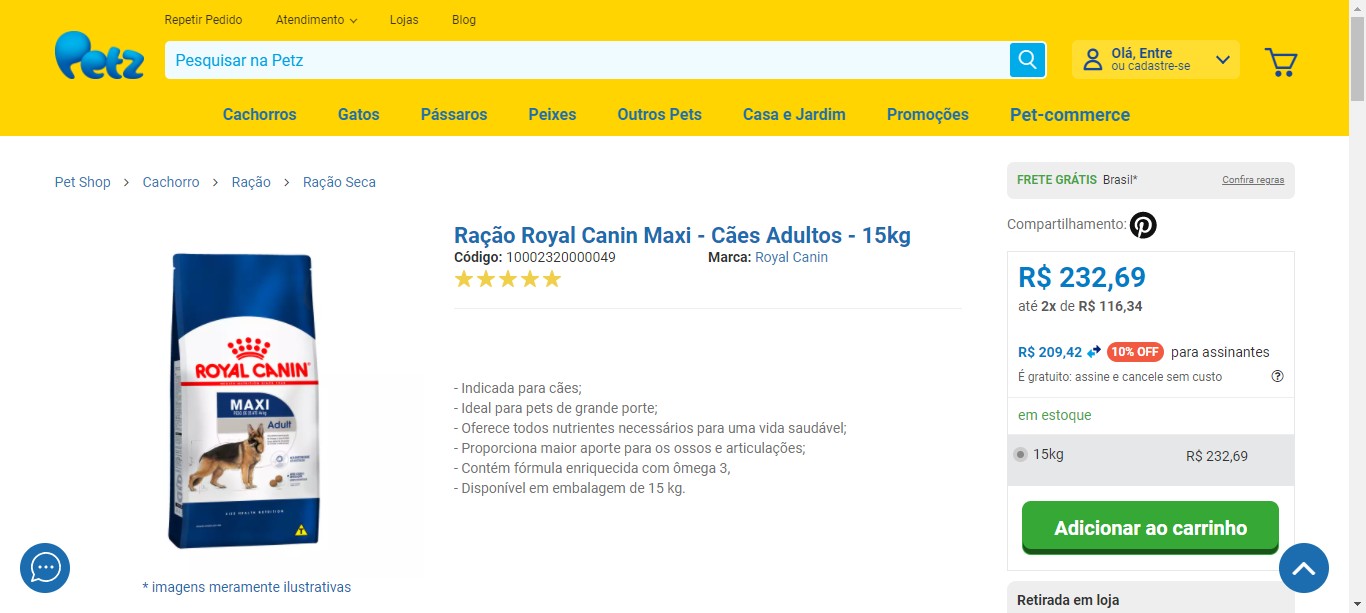 Repetir Pedido Atendimento Lojas Blog
Petz
Pesquisar na Petz
Olá, Entre
ou cadastre-se
Cachorros Gatos Pássaros Peixes Outros Pets Casa e Jardim Promoções Pet-commerce
Pet Shop > Cachorro > Ração > Ração Seca
FRETE GRÁTIS Brasil* Confira regras
Compartilhamento:
Ração Royal Canin Maxi - Cães Adultos - 15kg
Código: 10002320000049 Marca: Royal Canin
ROYAL CANIN
MAXI
Adult
* imagens meramente ilustrativas
- Indicada para cães;
- Ideal para pets de grande porte;
- Oferece todos nutrientes necessários para uma vida saudável;
- Proporciona maior aporte para os ossos e articulações;
- Contém fórmula enriquecida com ômega 3,
- Disponível em embalagem de 15 kg.
R$ 232,69
até 2x de R$ 116,34
R$ 209,42 10% OFF para assinantes
É gratuito: assine e cancele sem custo
em estoque
15kg R$ 232,69
Adicionar ao carrinho
Retirada em loja